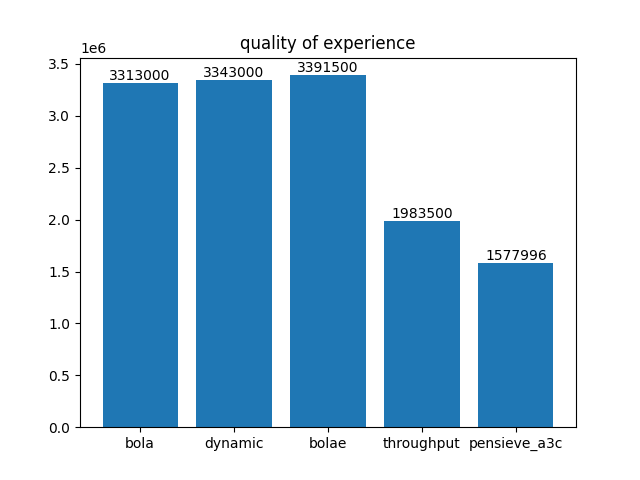 quality of experience
1e6
3.5
3.0
2.5
2.0
1.5
1.0
0.5
0.0
3313000
3343000
3391500
1983500
1577996
bola
dynamic
bolae
throughput
pensieve_a3c